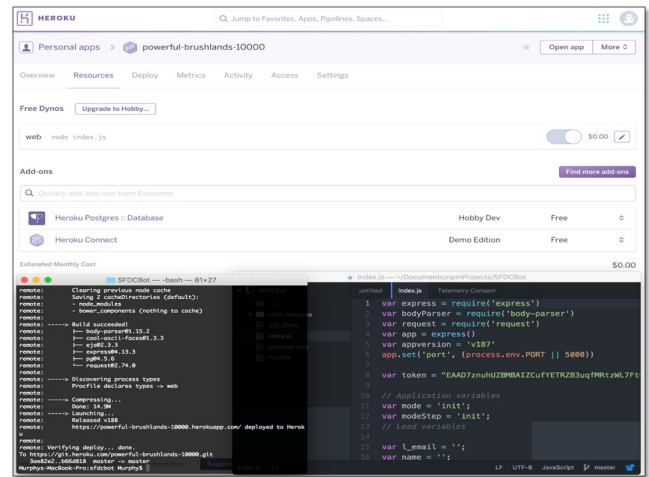 HEROKU
Jump to Favorites, Apps, Pipelines, Spaces...
Personal apps > powerful-brushlands-10000
Open app More
Overview Resources Deploy Metrics Activity Access Settings
Free Dynos Upgrade to Hobby...
web node index.js $0.00
Add-ons Find more add-ons
Quickly add add-ons from Elements
Heroku Postgres :: Database Hobby Dev Free
Heroku Connect Demo Edition Free
Estimated Monthly Cost $0.00
SFDCBot — -bash — 81×27
remote: Clearing previous node cache
remote: Saving 2 cacheDirectories (default):
remote: - node_modules
remote: - bower_components (nothing to cache)
remote:
remote: -----> Build succeeded!
remote: ├── body-parser@1.15.2
remote: ├── cool-ascii-faces@1.3.3
remote: ├── ejs@2.3.3
remote: ├── express@4.13.3
remote: ├── pg@4.5.6
remote: └── request@2.74.0
remote:
remote: -----> Discovering process types
remote: Procfile declares types -> web
remote:
remote: -----> Compressing...
remote: Done: 14.9M
remote: -----> Launching...
remote: Released v188
remote: https://powerful-brushlands-10000.herokuapp.com/ deployed to Herok
u
remote:
remote: Verifying deploy... done.
To https://git.heroku.com/powerful-brushlands-10000.git
3ae82e2..b66d818 master -> master
Murphys-MacBook-Pro:sfdcbot Murphy$
index.js — ~/Documents/npmProjects/SFDCBot
SFDCBot
node_modules
.DS_Store
index.js
package.json
Procfile
untitled index.js Telemetry Consent
1 var express = require('express')
2 var bodyParser = require('body-parser')
3 var request = require('request')
4 var app = express()
5 var appversion = 'v187'
6 app.set('port', (process.env.PORT || 5000))
7
8 var token = "EAAD7znuhUZBMBAIZCufYETRZB3uqfMRtzWL7Ft
9
10 // Application variables
11 var mode = 'init';
12 var modeStep = 'init';
13 // Lead variables
14
15 var l_email = '';
16 var name = '';
LF UTF-8 JavaScript master